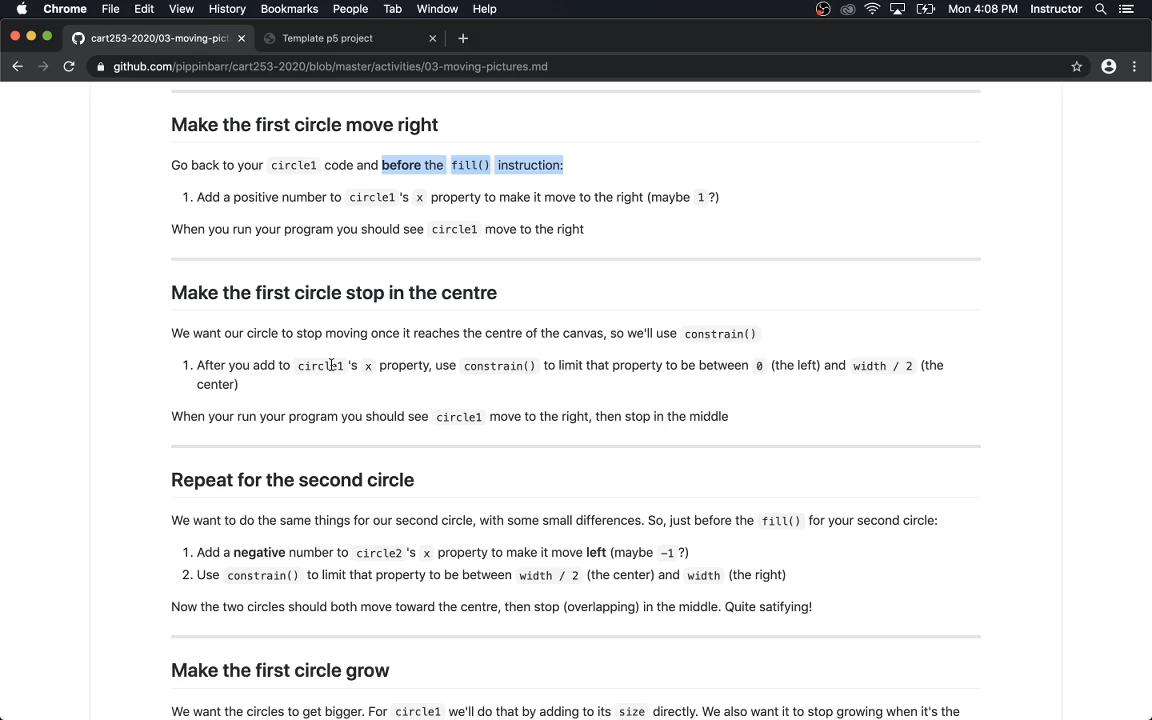 Chrome File Edit View History Bookmarks People Tab Window Help Mon 4:08 PM Instructor
cart253-2020/03-moving-pict Template p5 project
github.com/pippinbarr/cart253-2020/blob/master/activities/03-moving-pictures.md
Make the first circle move right
Go back to your circle1 code and before the fill() instruction:
1. Add a positive number to circle1 's x property to make it move to the right (maybe 1 ?)
When you run your program you should see circle1 move to the right
Make the first circle stop in the centre
We want our circle to stop moving once it reaches the centre of the canvas, so we'll use constrain()
1. After you add to circle1 's x property, use constrain() to limit that property to be between 0 (the left) and width / 2 (the
center)
When your run your program you should see circle1 move to the right, then stop in the middle
Repeat for the second circle
We want to do the same things for our second circle, with some small differences. So, just before the fill() for your second circle:
1. Add a negative number to circle2 's x property to make it move left (maybe -1 ?)
2. Use constrain() to limit that property to be between width / 2 (the center) and width (the right)
Now the two circles should both move toward the centre, then stop (overlapping) in the middle. Quite satifying!
Make the first circle grow
We want the circles to get bigger. For circle1 we'll do that by adding to its size directly. We also want it to stop growing when it's the